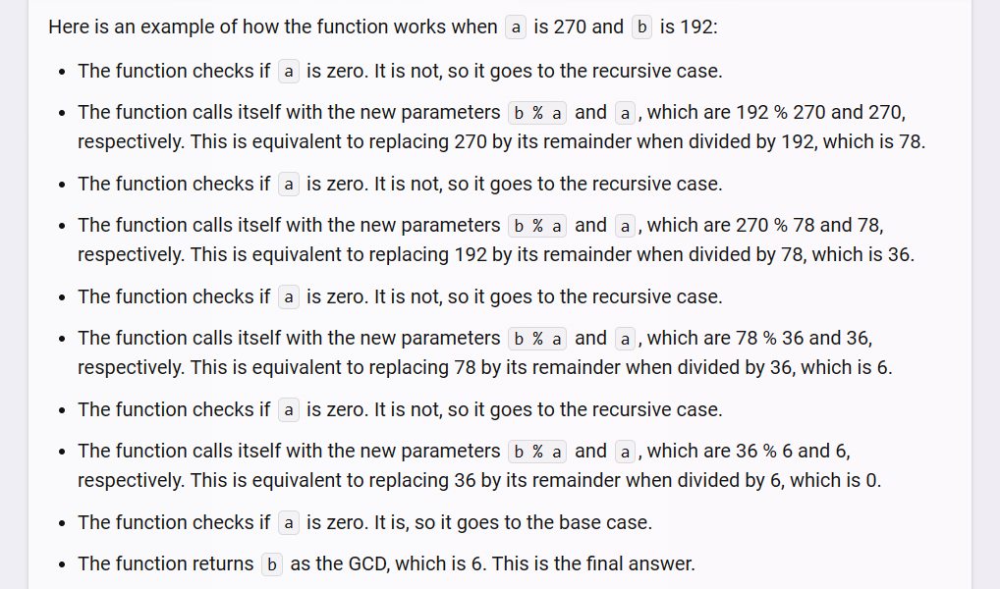 Here is an example of how the function works when a is 270 and b is 192:
• The function checks if a is zero. It is not, so it goes to the recursive case.
• The function calls itself with the new parameters b % a and a, which are 192 % 270 and 270,
respectively. This is equivalent to replacing 270 by its remainder when divided by 192, which is 78.
• The function checks if a is zero. It is not, so it goes to the recursive case.
• The function calls itself with the new parameters b % a and a, which are 270 % 78 and 78,
respectively. This is equivalent to replacing 192 by its remainder when divided by 78, which is 36.
• The function checks if a is zero. It is not, so it goes to the recursive case.
• The function calls itself with the new parameters b % a and a, which are 78 % 36 and 36,
respectively. This is equivalent to replacing 78 by its remainder when divided by 36, which is 6.
• The function checks if a is zero. It is not, so it goes to the recursive case.
• The function calls itself with the new parameters b % a and a, which are 36 % 6 and 6,
respectively. This is equivalent to replacing 36 by its remainder when divided by 6, which is 0.
• The function checks if a is zero. It is, so it goes to the base case.
• The function returns b as the GCD, which is 6. This is the final answer.